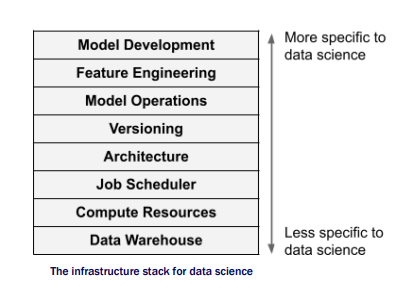 Model Development
Feature Engineering
Model Operations
Versioning
Architecture
Job Scheduler
Compute Resources
Data Warehouse
More specific to
data science
Less specific to
data science
The infrastructure stack for data science